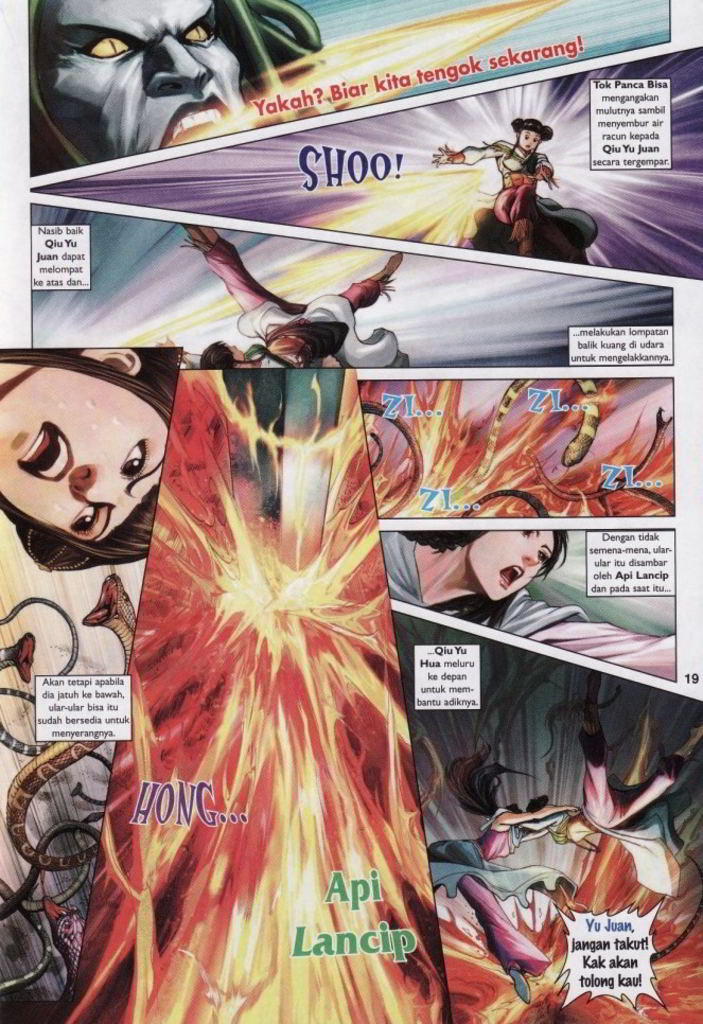 Yakah? Biar kita tengok sekarang!
Tok Panca Bisa
mengangakan
mulutnya sambil
menyembur air
racun kepada
Qiu Yu Juan
secara tergempar.
SHOO!
Nasib baik
Qiu Yu
Juan dapat
melompat
ke atas dan...
...melakukan lompatan
balik kuang di udara
untuk mengelakkannya.
ZI...
ZI...
ZI...
ZI...
Dengan tidak
semena-mena, ular-
ular itu disambar
oleh Api Lancip
dan pada saat itu...
Akan tetapi apabila
dia jatuh ke bawah,
ular-ular bisa itu
sudah bersedia untuk
menyerangnya.
HONG...
Api
Lancip
...Qiu Yu
Hua meluru
ke depan
untuk mem-
bantu adiknya.
19
Yu Juan,
jangan takut!
Kak akan
tolong kau!